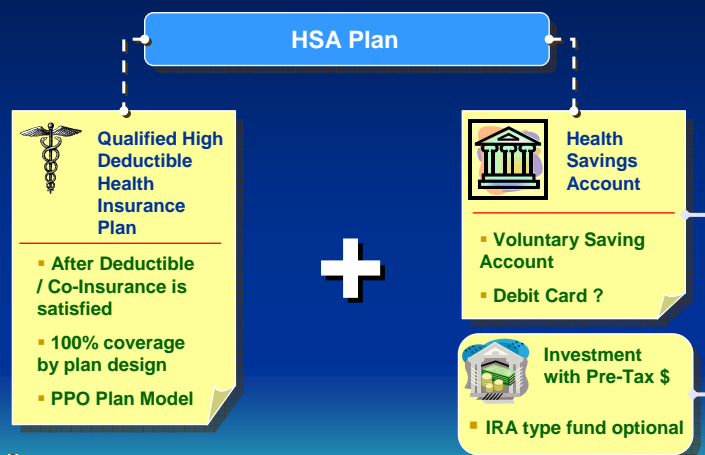 HSA Plan
Qualified High
Deductible
Health
Insurance
Plan
▪ After Deductible
/ Co-Insurance is
satisfied
▪ 100% coverage
by plan design
▪ PPO Plan Model
+
Health
Savings
Account
▪ Voluntary Saving
Account
▪ Debit Card ?
Investment
with Pre-Tax $
▪ IRA type fund optional